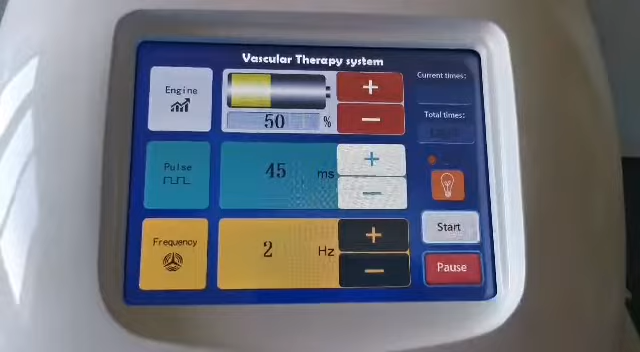 Vascular Therapy system
Engine
50 %
Pulse
45 ms
Frequency
2 Hz
Current times:
Total times:
Start
Pause